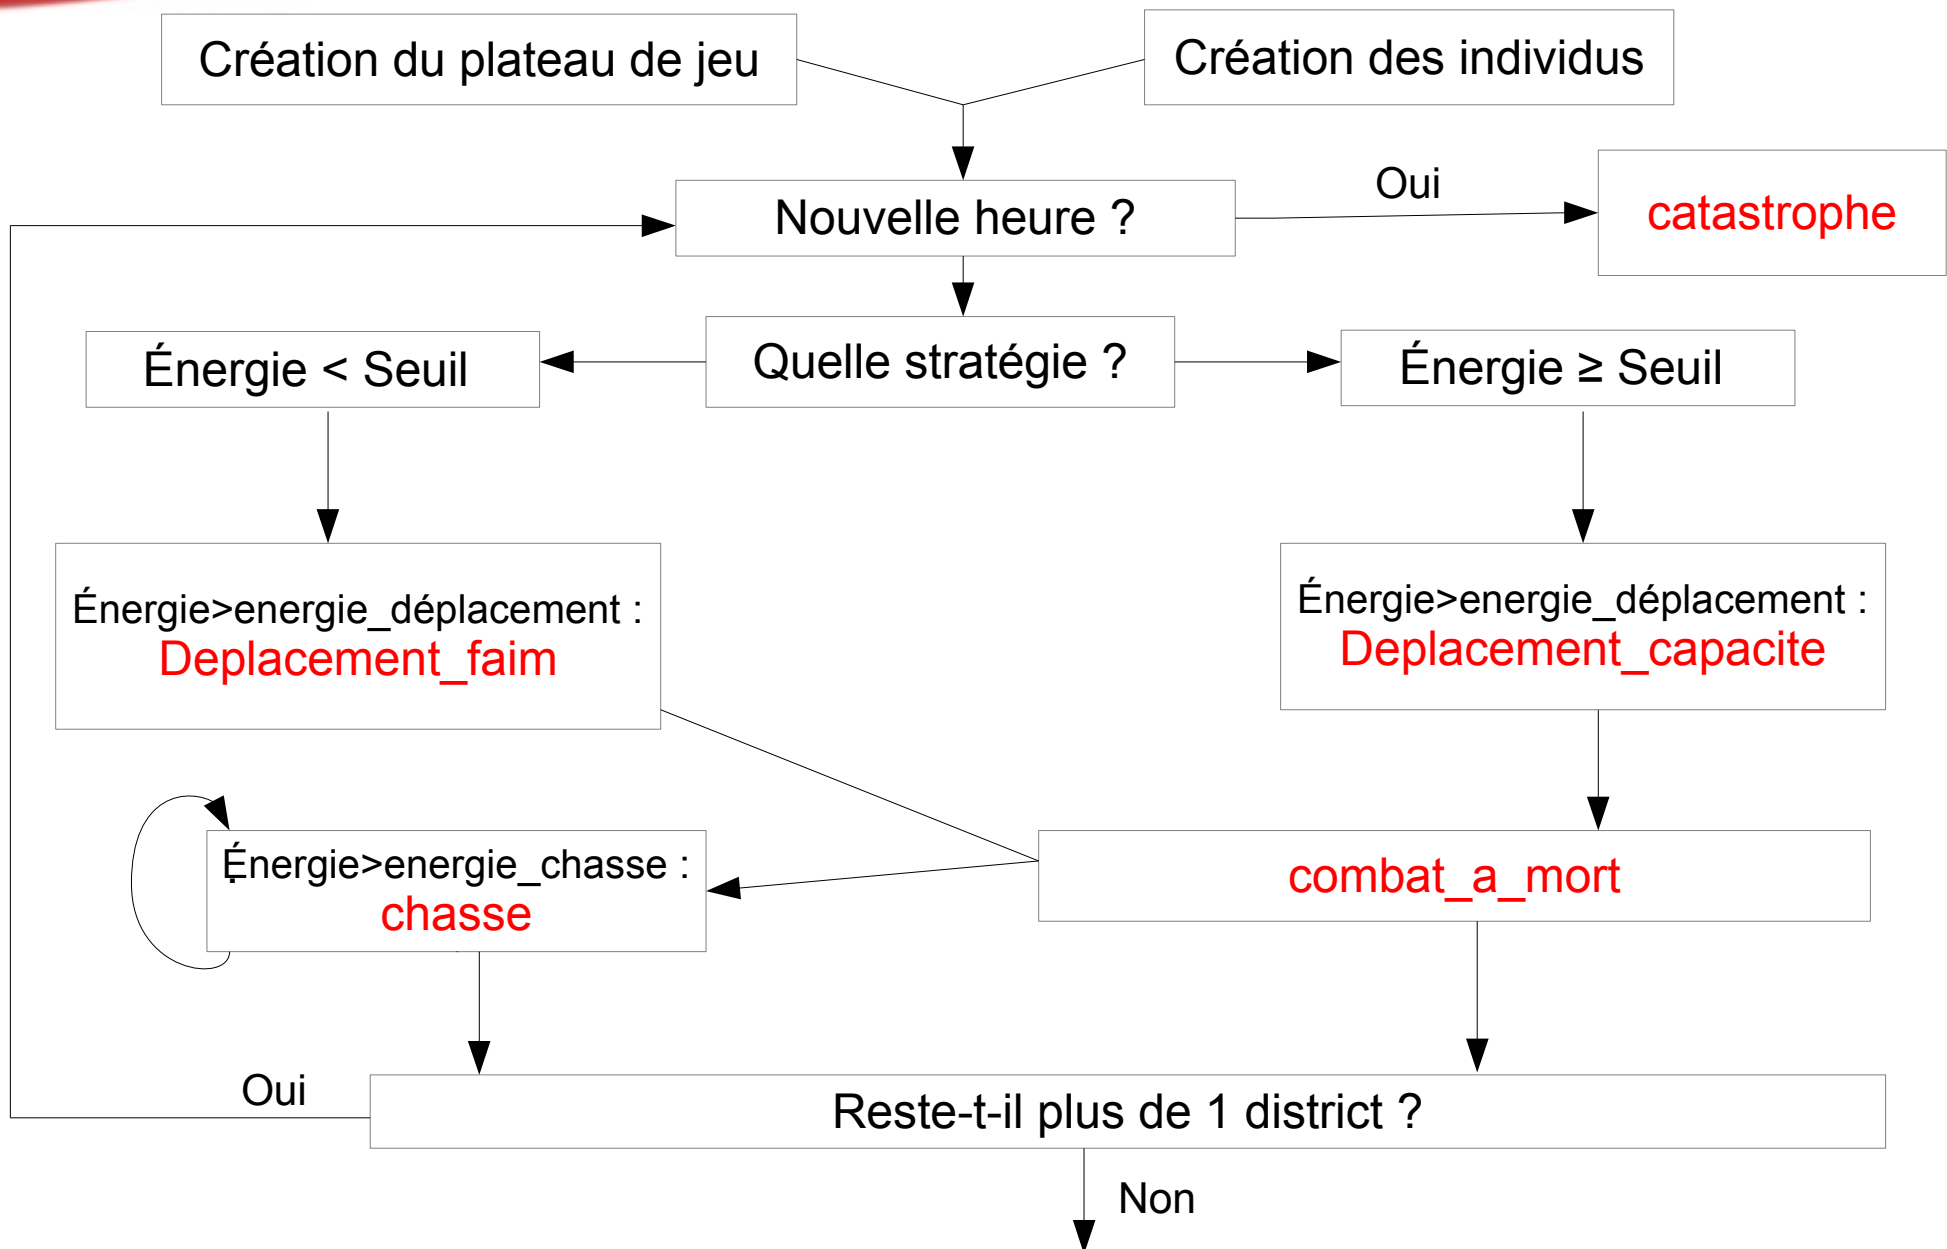 Création du plateau de jeu
Création des individus
Oui
Nouvelle heure ?
catastrophe
Énergie < Seuil
Quelle stratégie ?
Énergie ≥ Seuil
Énergie>energie_déplacement :
Deplacement_faim
Énergie>energie_déplacement :
Deplacement_capacite
Énergie>energie_chasse :
chasse
combat_a_mort
Oui
Reste-t-il plus de 1 district ?
Non